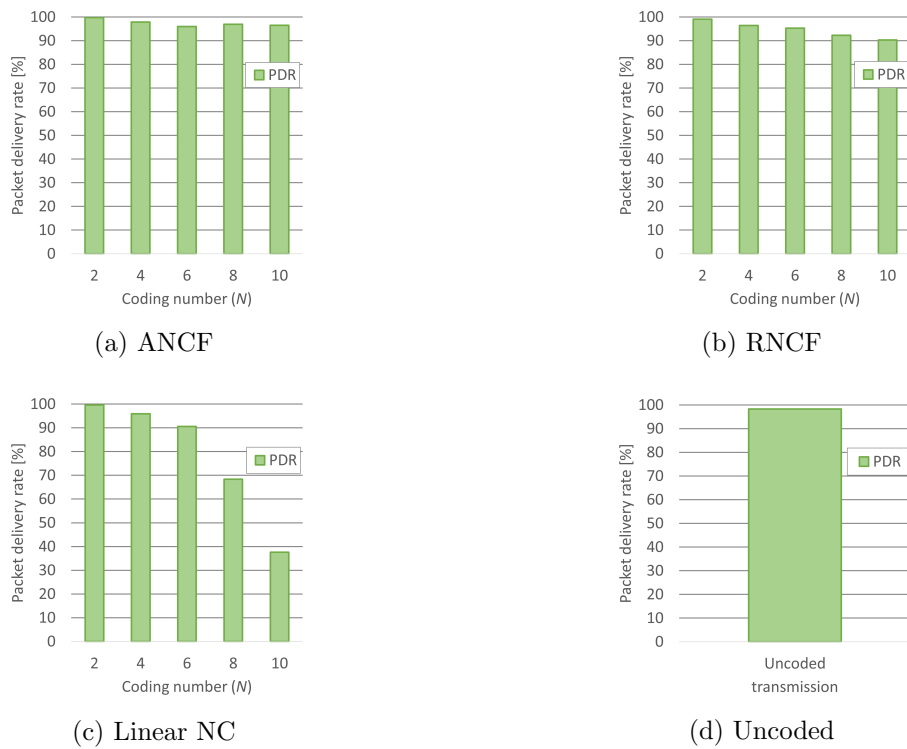 100
90
80
70
60
50
40
30
20
10
0
Packet delivery rate [%]
PDR
2 4 6 8 10
Coding number (N)
(a) ANCF
100
90
80
70
60
50
40
30
20
10
0
Packet delivery rate [%]
PDR
2 4 6 8 10
Coding number (N)
(b) RNCF
100
90
80
70
60
50
40
30
20
10
0
Packet delivery rate [%]
PDR
2 4 6 8 10
Coding number (N)
(c) Linear NC
100
90
80
70
60
50
40
30
20
10
0
Packet delivery rate [%]
PDR
Uncoded
transmission
(d) Uncoded